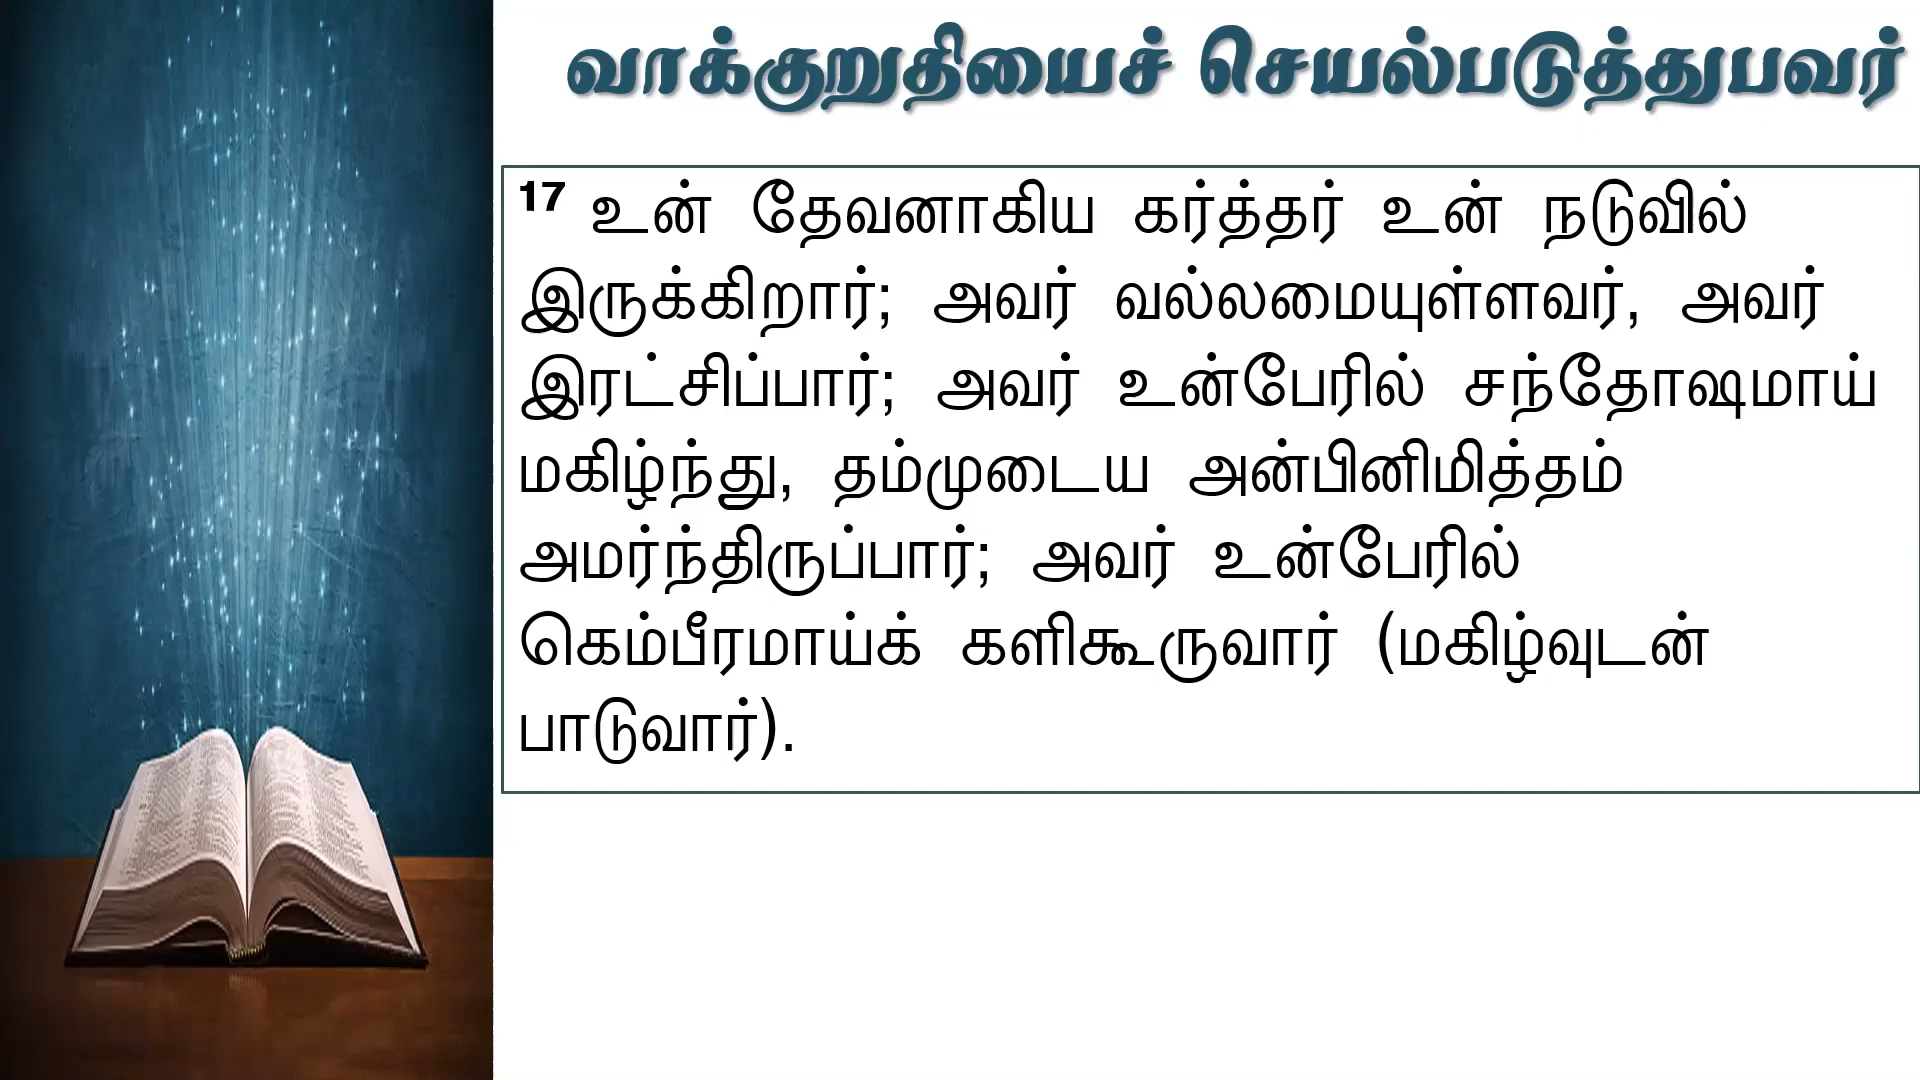 வாக்குறுதியைச் செயல்படுத்துபவர்
17 உன் தேவனாகிய கர்த்தர் உன் நடுவில்
இருக்கிறார்; அவர் வல்லமையுள்ளவர், அவர்
இரட்சிப்பார்; அவர் உன்பேரில் சந்தோஷமாய்
மகிழ்ந்து, தம்முடைய அன்பினிமித்தம்
அமர்ந்திருப்பார்; அவர் உன்பேரில்
கெம்பீரமாய்க் களிகூருவார் (மகிழ்வுடன்
பாடுவார்).